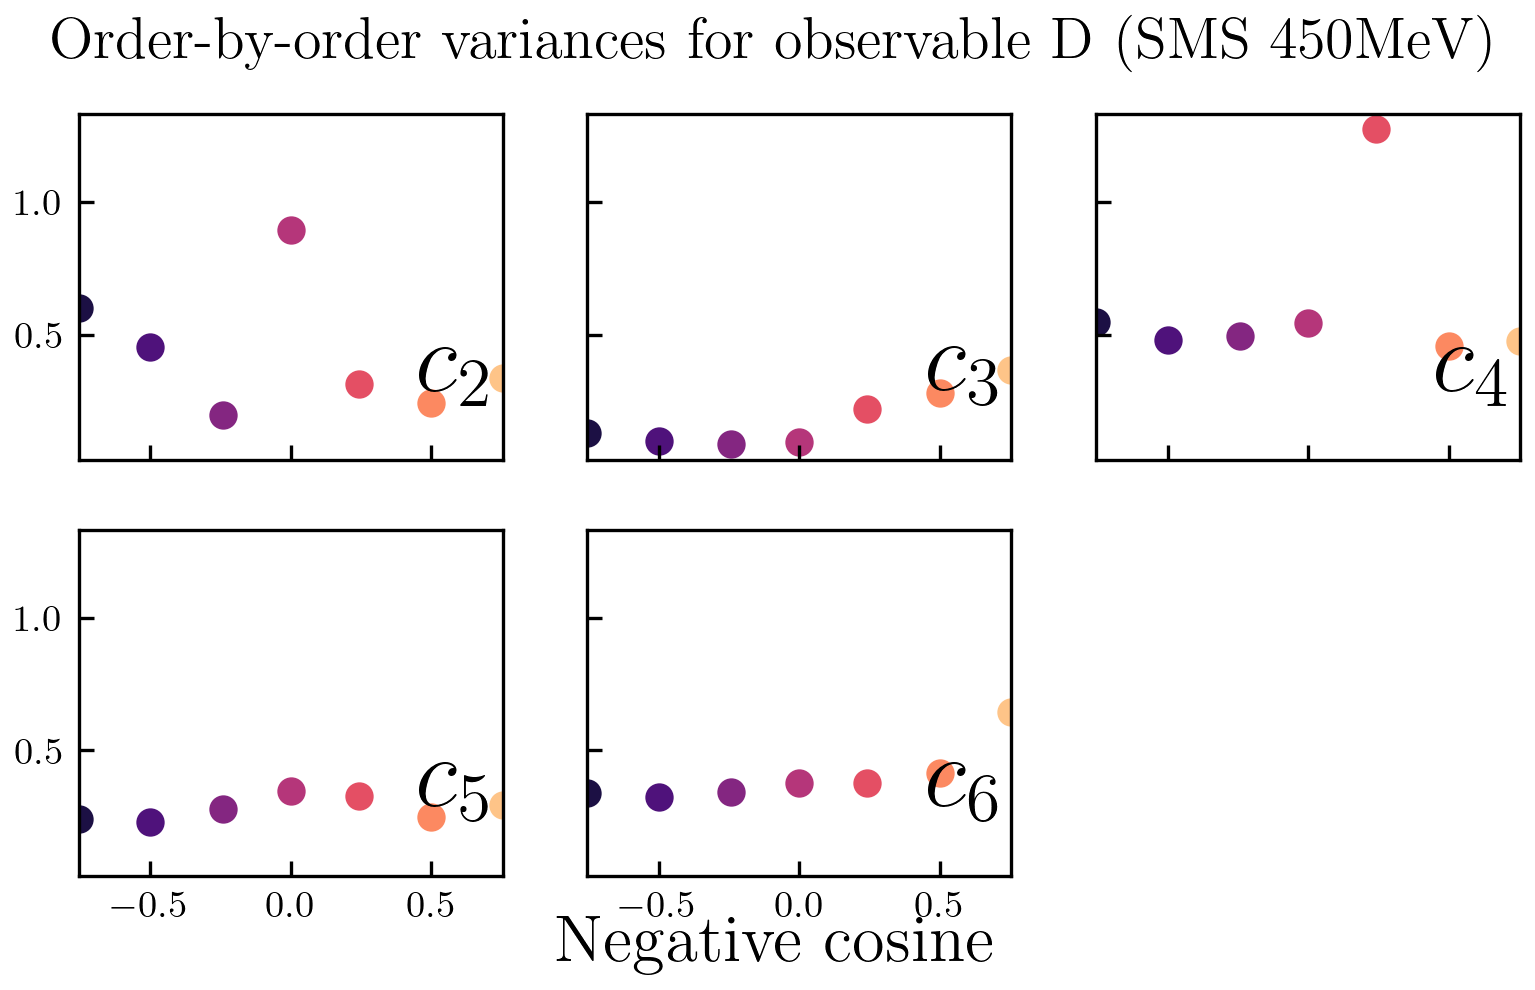 Order-by-order variances for observable D (SMS 450MeV)
1.0
0.5
c2
c3
c4
1.0
0.5
c5
c6
−0.5 0.0 0.5 −0.5 0.0 0.5
Negative cosine